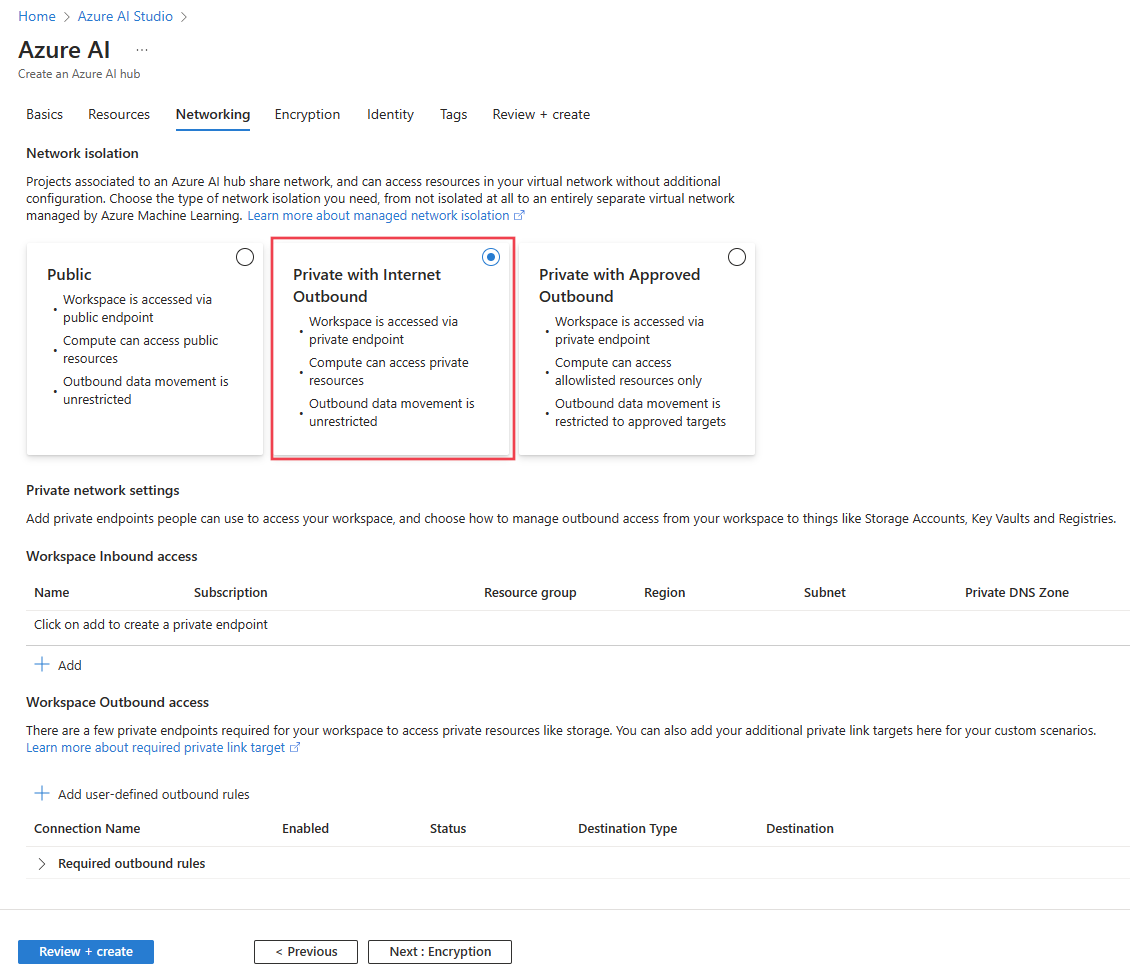 Home > Azure AI Studio >
Azure AI ...
Create an Azure AI hub
Basics Resources Networking Encryption Identity Tags Review + create
Network isolation
Projects associated to an Azure AI hub share network, and can access resources in your virtual network without additional
configuration. Choose the type of network isolation you need, from not isolated at all to an entirely separate virtual network
managed by Azure Machine Learning. Learn more about managed network isolation
Public
• Workspace is accessed via
public endpoint
• Compute can access public
resources
• Outbound data movement is
unrestricted
Private with Internet
Outbound
• Workspace is accessed via
private endpoint
• Compute can access private
resources
• Outbound data movement is
unrestricted
Private with Approved
Outbound
• Workspace is accessed via
private endpoint
• Compute can access
allowlisted resources only
• Outbound data movement is
restricted to approved targets
Private network settings
Add private endpoints people can use to access your workspace, and choose how to manage outbound access from your workspace to things like Storage Accounts, Key Vaults and Registries.
Workspace Inbound access
Name Subscription Resource group Region Subnet Private DNS Zone
Click on add to create a private endpoint
+ Add
Workspace Outbound access
There are a few private endpoints required for your workspace to access private resources like storage. You can also add your additional private link targets here for your custom scenarios.
Learn more about required private link target
+ Add user-defined outbound rules
Connection Name Enabled Status Destination Type Destination
> Required outbound rules
Review + create < Previous Next : Encryption